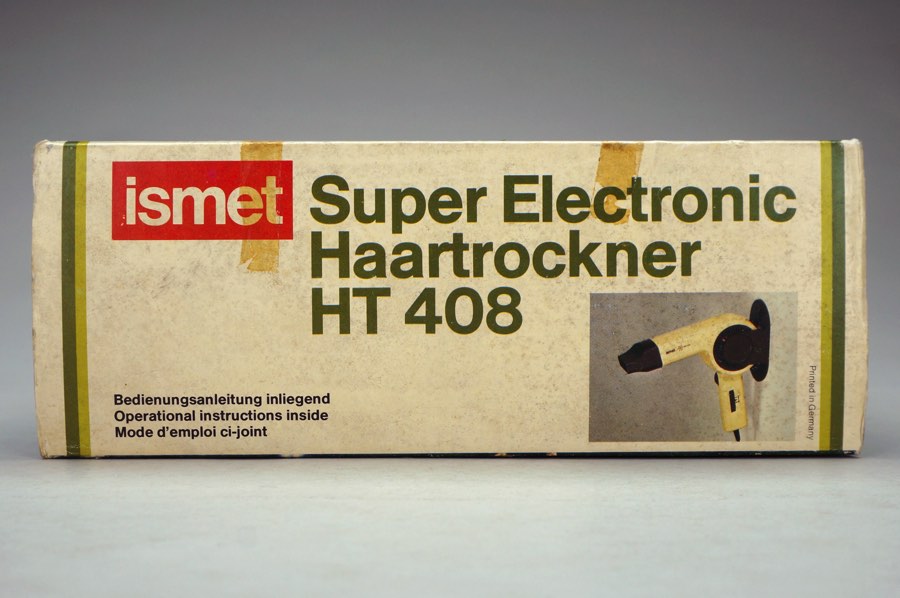 ismet
Super Electronic
Haartrockner
HT 408
Bedienungsanleitung inliegend
Operational instructions inside
Mode d'emploi ci-joint
Printed in Germany